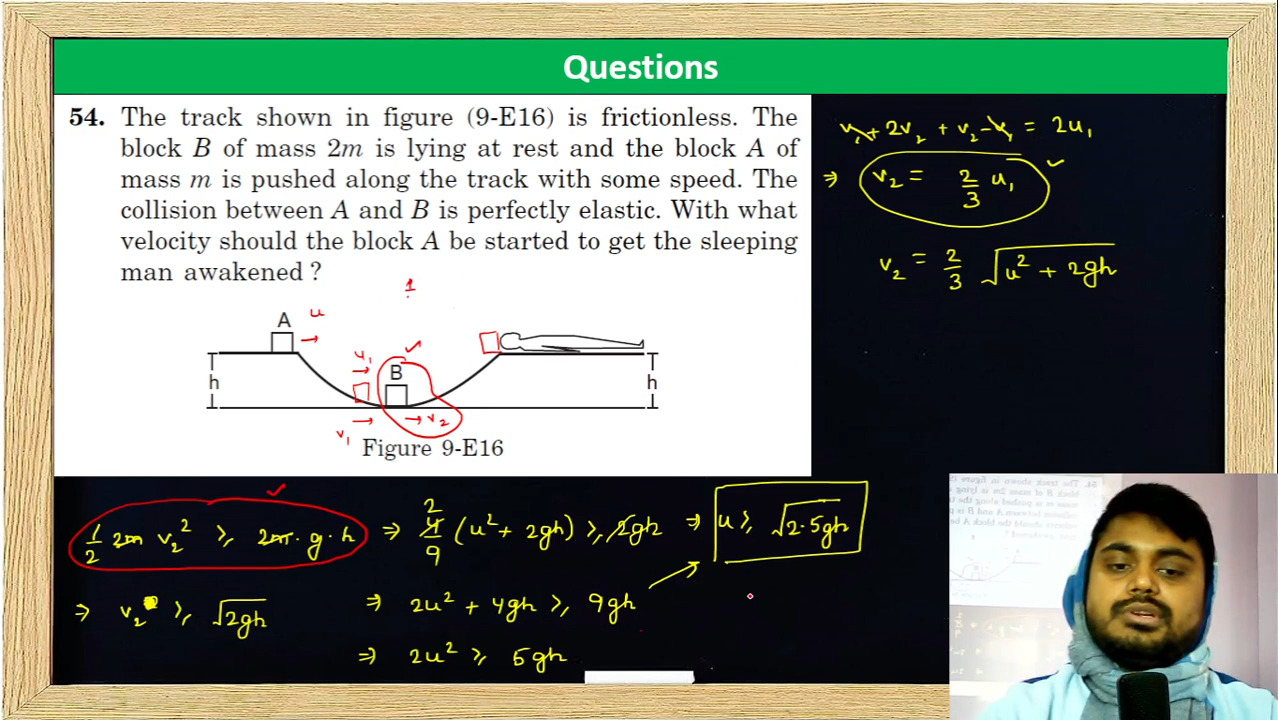 Questions
54. The track shown in figure (9-E16) is frictionless. The
block B of mass 2m is lying at rest and the block A of
mass m is pushed along the track with some speed. The
collision between A and B is perfectly elastic. With what
velocity should the block A be started to get the sleeping
man awakened ?
1
A u
v₁
B
h
h
v₁ v₂
Figure 9-E16
v₁ + 2v₂ + v₂ - v₁ = 2u₁
⇒ v₂ = 2/3 u₁
v₂ = 2/3 √(u² + 2gh)
1/2 2m v₂² ≥ 2m · g · h
⇒ v₂ ≥ √2gh
⇒ 4/9 2 (u² + 2gh) ≥ 2gh
⇒ 2u² + 4gh ≥ 9gh
⇒ 2u² ≥ 5gh
⇒ u ≥ √2.5gh